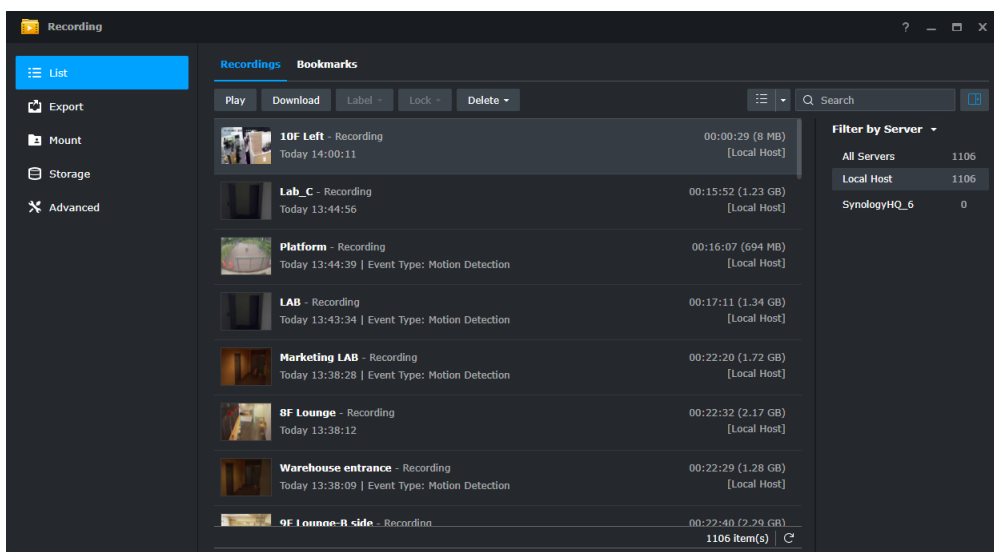 Recording
?
List
Export
Mount
Storage
Advanced
Recordings Bookmarks
Play Download Label Lock Delete
Search
10F Left - Recording 00:00:29 (8 MB)
Today 14:00:11 [Local Host]
Lab_C - Recording 00:15:52 (1.23 GB)
Today 13:44:56 [Local Host]
Platform - Recording 00:16:07 (694 MB)
Today 13:44:39 | Event Type: Motion Detection [Local Host]
LAB - Recording 00:17:11 (1.34 GB)
Today 13:43:34 | Event Type: Motion Detection [Local Host]
Marketing LAB - Recording 00:22:20 (1.72 GB)
Today 13:38:28 | Event Type: Motion Detection [Local Host]
8F Lounge - Recording 00:22:32 (2.17 GB)
Today 13:38:12 [Local Host]
Warehouse entrance - Recording 00:22:29 (1.28 GB)
Today 13:38:09 | Event Type: Motion Detection [Local Host]
9F Lounge-B side - Recording 00:22:40 (2.29 GB)
1106 item(s)
Filter by Server
All Servers 1106
Local Host 1106
SynologyHQ_6 0